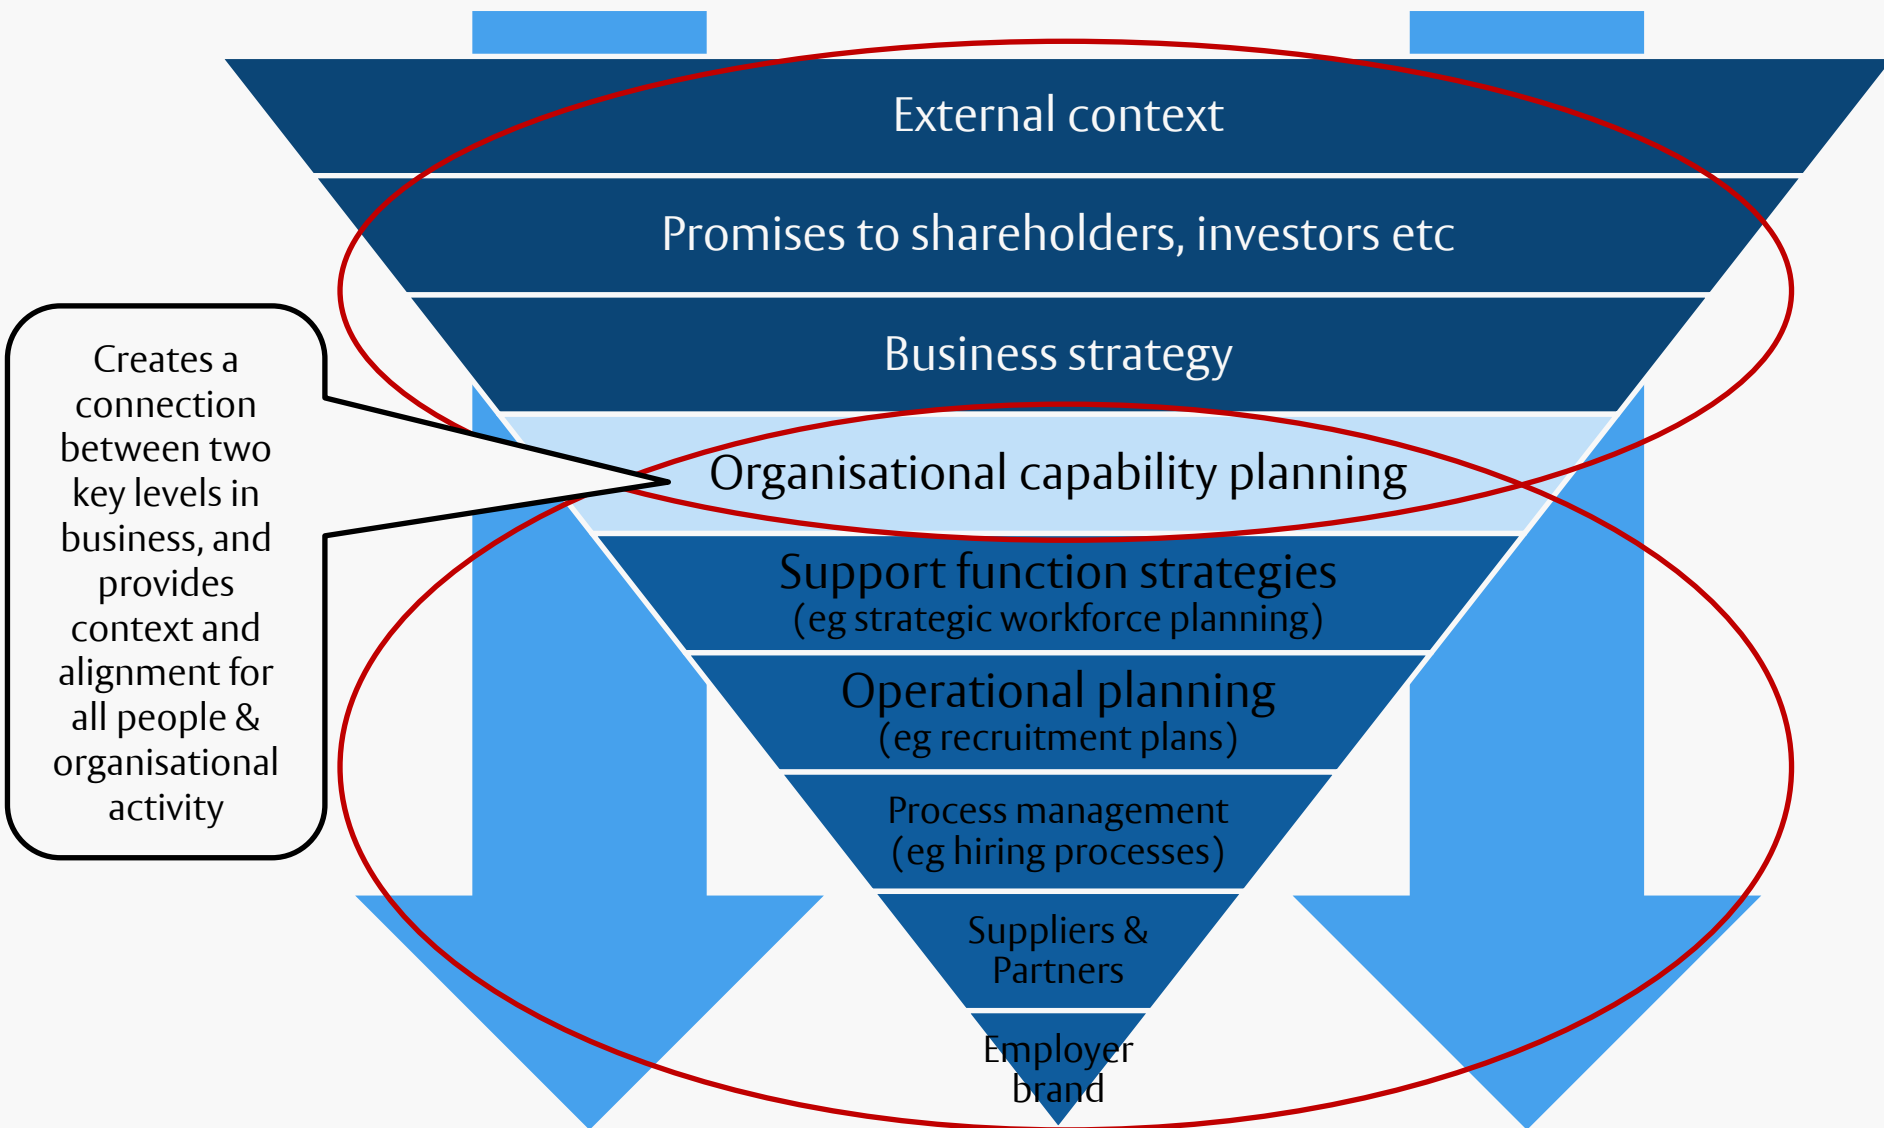 External context
Promises to shareholders, investors etc
Business strategy
Creates a
connection
between two
key levels in
business, and
provides
context and
alignment for
all people &
organisational
activity
Organisational capability planning
Support function strategies
(eg strategic workforce planning)
Operational planning
(eg recruitment plans)
Process management
(eg hiring processes)
Suppliers &
Partners
Employer
brand